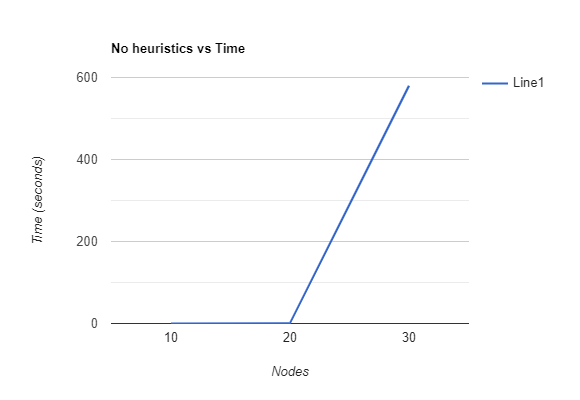 No heuristics vs Time
600
400
200
0
Time (seconds)
10 20 30
Nodes
Line1